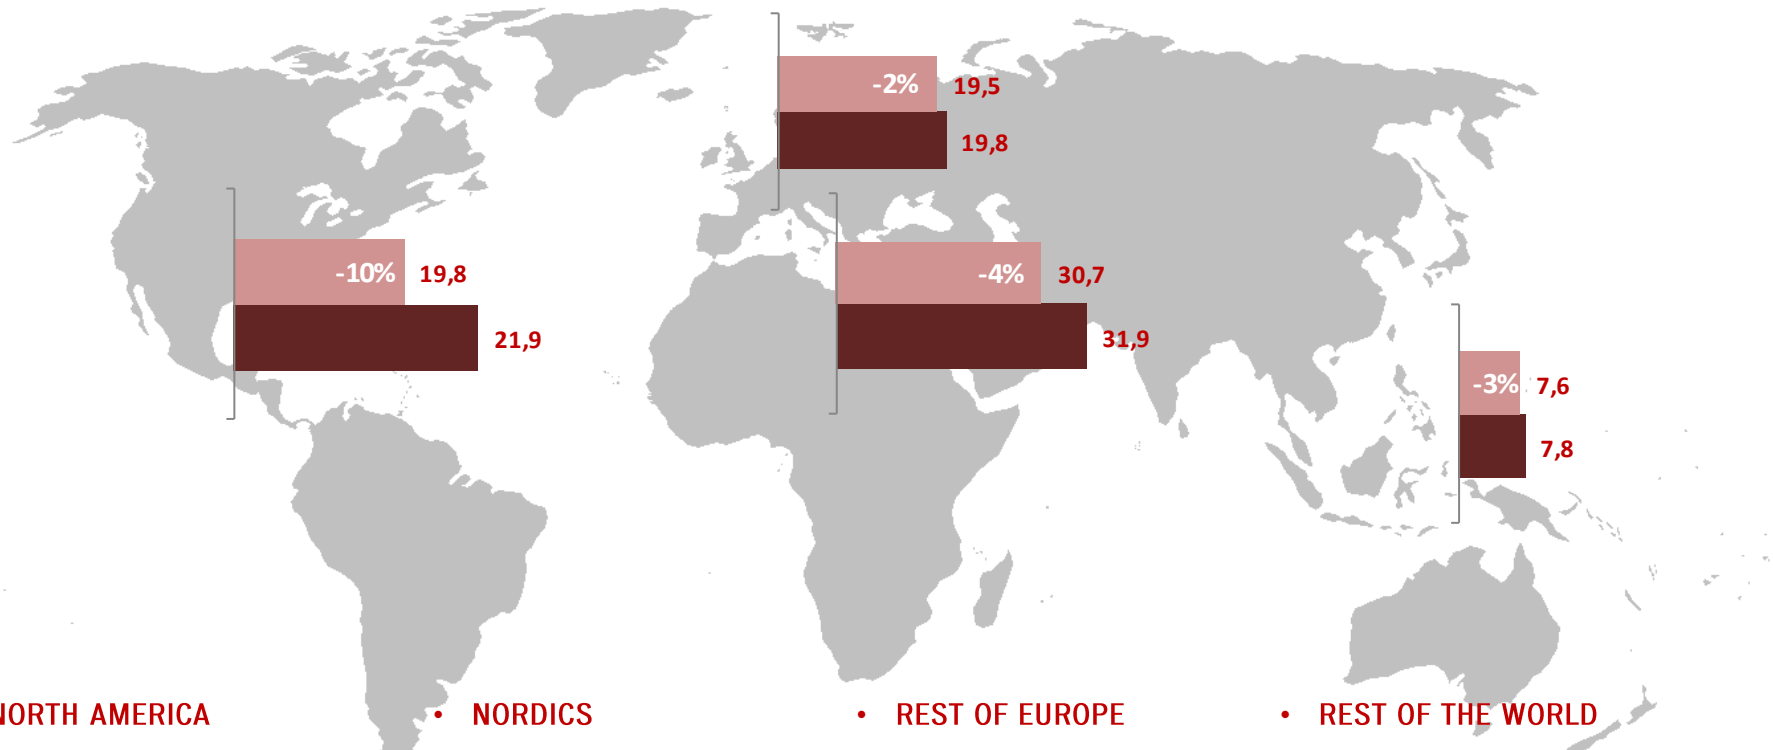 -2% 19,5
19,8
-10% 19,8
21,9
-4% 30,7
31,9
-3% 7,6
7,8
NORTH AMERICA
• NORDICS
• REST OF EUROPE
• REST OF THE WORLD